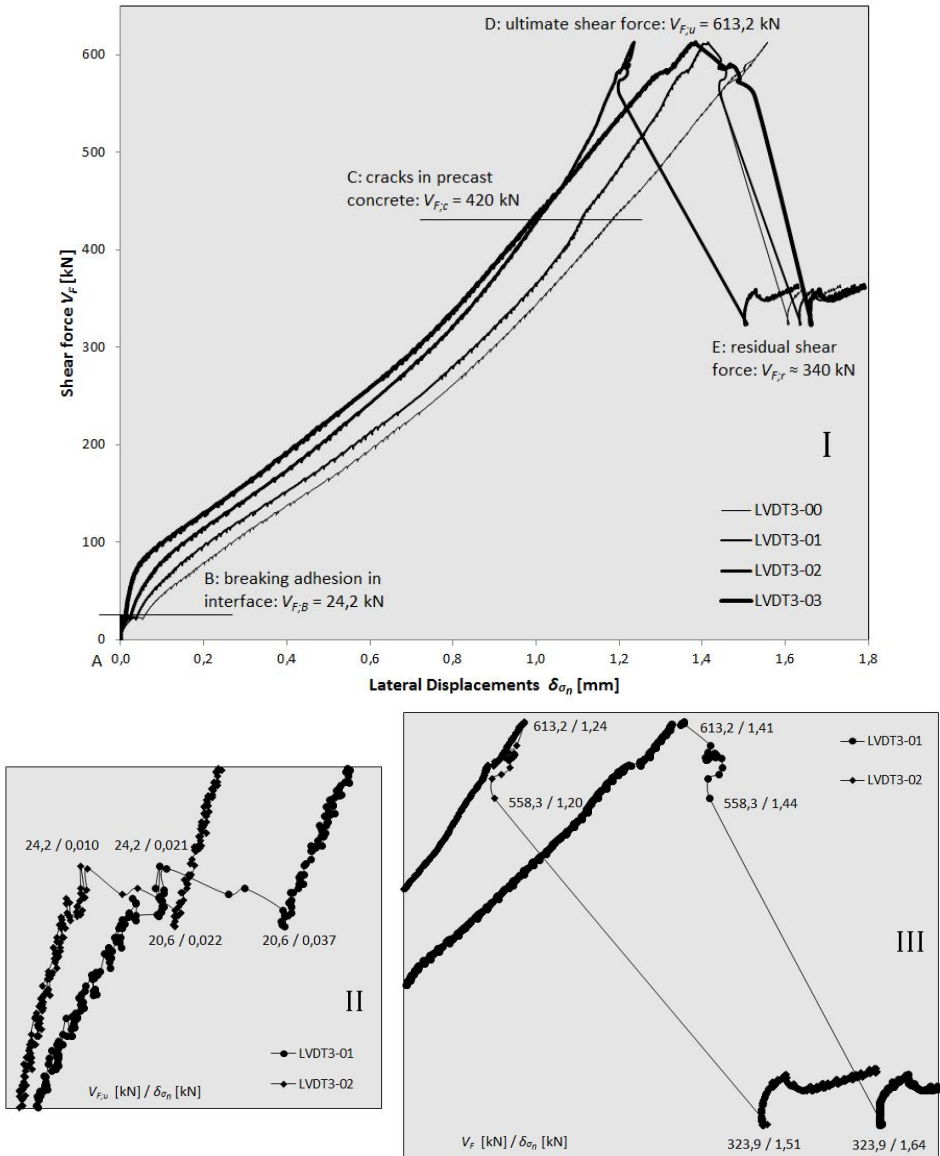 D: ultimate shear force: V_F;u = 613,2 kN
600
500
400
300
200
100
0
Shear force V_F [kN]
C: cracks in precast
concrete: V_F;c = 420 kN
E: residual shear
force: V_F;r ≈ 340 kN
I
LVDT3-00
LVDT3-01
LVDT3-02
LVDT3-03
B: breaking adhesion in
interface: V_F;B = 24,2 kN
A
0,0 0,2 0,4 0,6 0,8 1,0 1,2 1,4 1,6 1,8
Lateral Displacements δσn [mm]
24,2 / 0,010
24,2 / 0,021
20,6 / 0,022
20,6 / 0,037
II
LVDT3-01
LVDT3-02
V_F;u [kN] / δσn [kN]
613,2 / 1,24
613,2 / 1,41
LVDT3-01
LVDT3-02
558,3 / 1,20
558,3 / 1,44
III
V_F [kN] / δσn [kN]
323,9 / 1,51
323,9 / 1,64